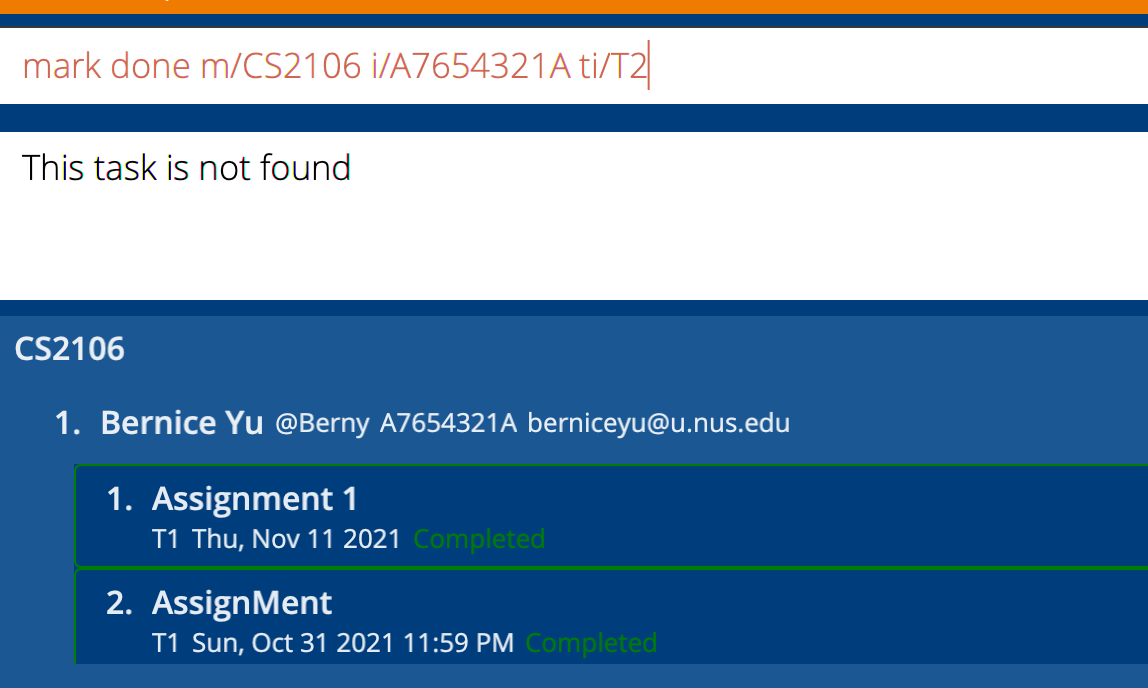 mark done m/CS2106 i/A7654321A ti/T2
This task is not found
CS2106
1. Bernice Yu @Berny A7654321A berniceyu@u.nus.edu
1. Assignment 1
T1 Thu, Nov 11 2021 Completed
2. AssignMent
T1 Sun, Oct 31 2021 11:59 PM Completed